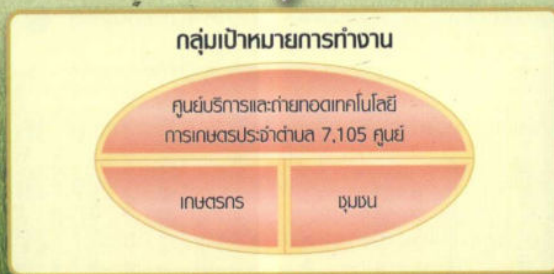 กลุ่มเป้าหมายการทำงาน
ศูนย์บริการและถ่ายทอดเทคโนโลยี
การเกษตรประจำตำบล 7,105 ศูนย์
เกษตรกร
ชุมชน